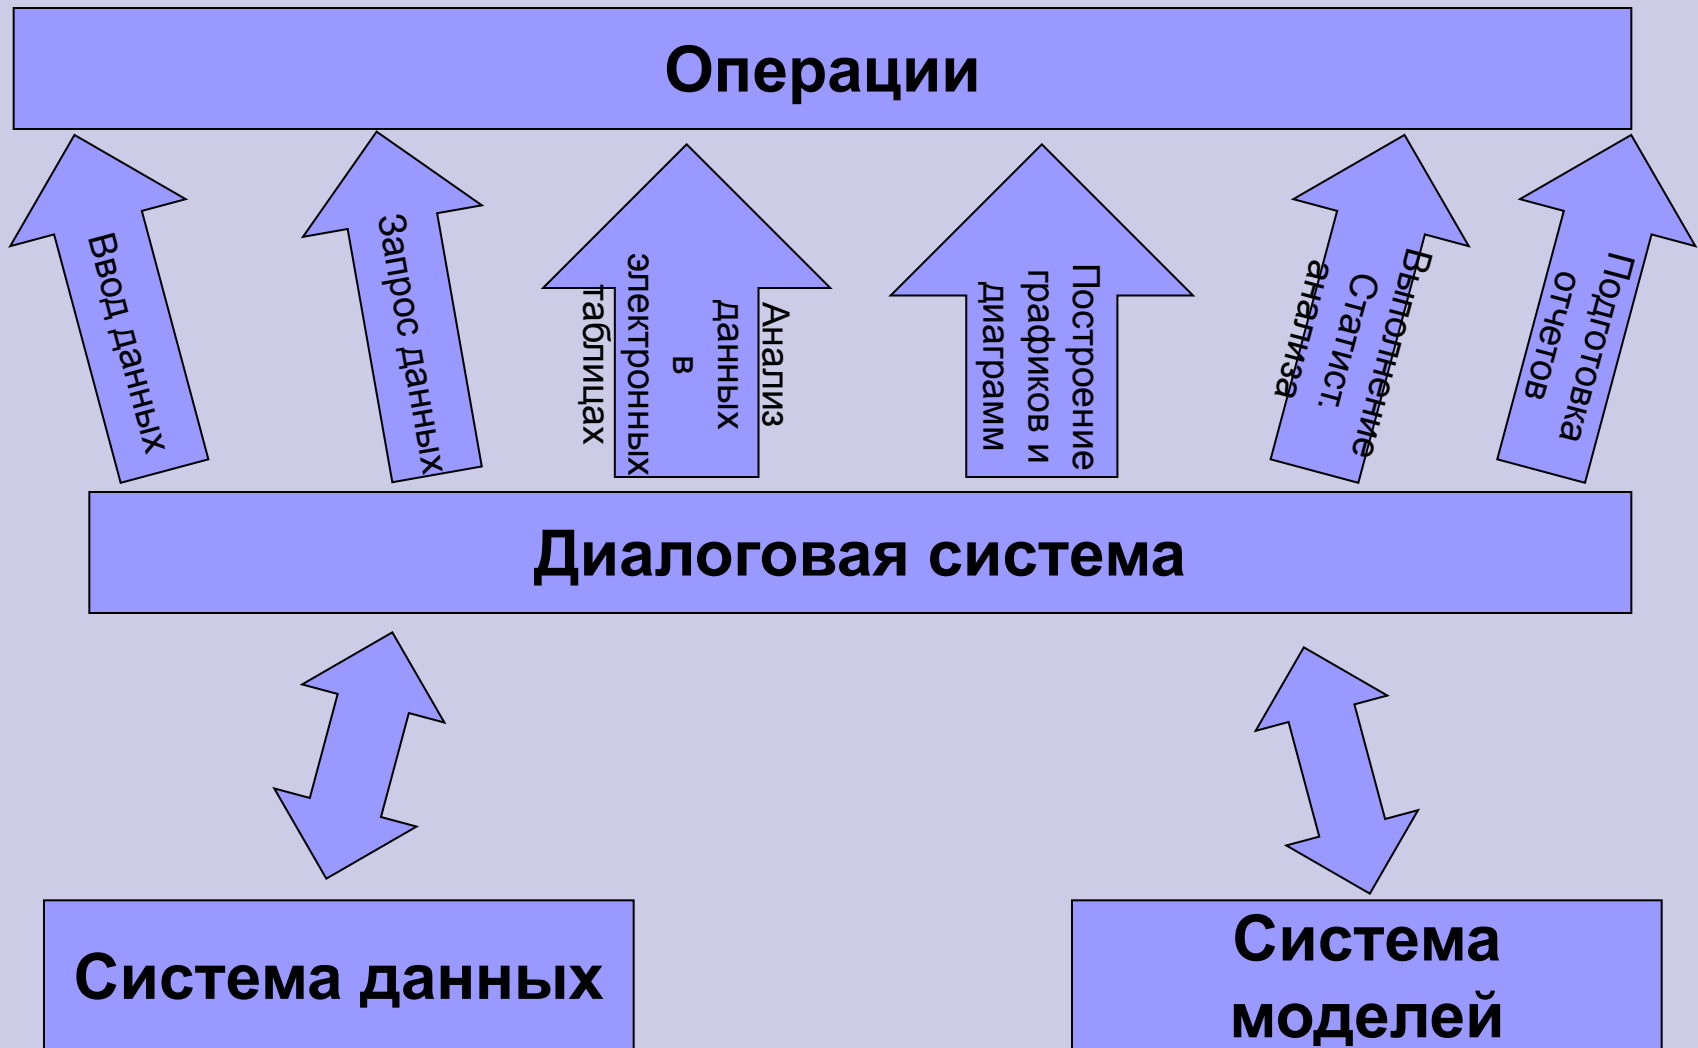 Операции
Ввод данных
Запрос данных
Анализ
данных
в
электронных
таблицах
Построение
графиков и
диаграмм
Выполнение
Статист.
анализа
Подготовка
отчетов
Диалоговая система
Система данных
Система
моделей